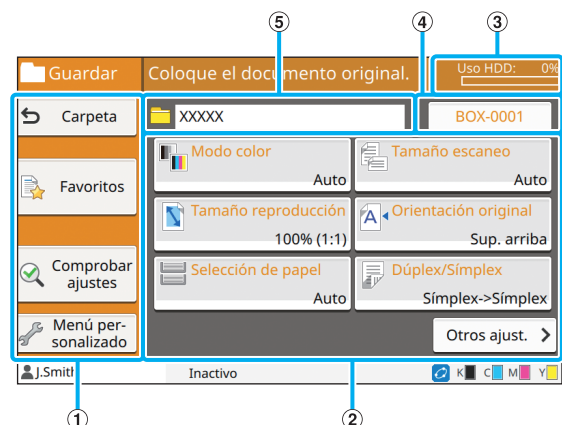 ⑤ ④ ③
Guardar
Coloque el documento original.
Uso HDD: 0%
Carpeta
XXXXX
BOX-0001
Favoritos
Comprobar
ajustes
Menú per-
sonalizado
Modo color
Auto
Tamaño escaneo
Auto
Tamaño reproducción
100% (1:1)
Orientación original
Sup. arriba
Selección de papel
Auto
Dúplex/Símplex
Símplex->Símplex
Otros ajust.
J.Smith
Inactivo
K C M Y
① ②